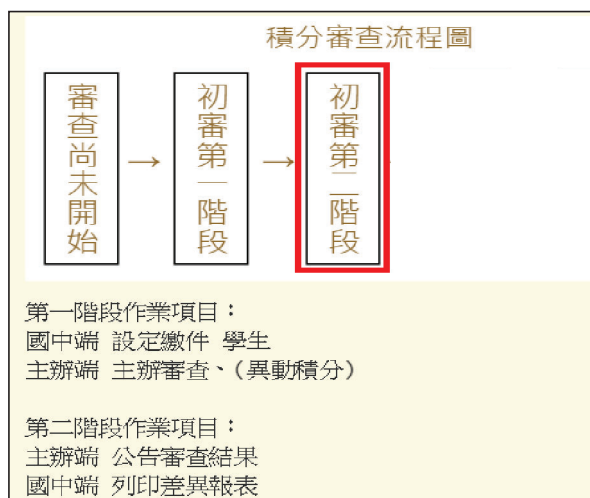 積分審查流程圖
審查尚未開始
→
初審第一階段
→
初審第二階段
第一階段作業項目：
國中端 設定繳件 學生
主辦端 主辦審查、(異動積分)
第二階段作業項目：
主辦端 公告審查結果
國中端 列印差異報表